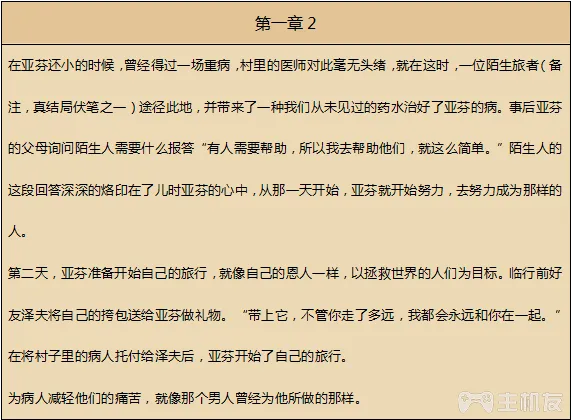 第一章 2
在亚芬还小的时候，曾经得过一场重病，村里的医师对此毫无头绪，就在这时，一位陌生旅者（备
注，真结局伏笔之一）途径此地，并带来了一种我们从未见过的药水治好了亚芬的病。事后亚芬
的父母询问陌生人需要什么报答“有人需要帮助，所以我去帮助他们，就这么简单。”陌生人的
这段回答深深的烙印在了儿时亚芬的心中，从那一天开始，亚芬就开始努力，去努力成为那样的
人。
第二天，亚芬准备开始自己的旅行，就像自己的恩人一样，以拯救世界的人们为目标。临行前好
友泽夫将自己的挎包送给亚芬做礼物。“带上它，不管你走了多远，我都会永远和你在一起。”
在将村子里的病人托付给泽夫后，亚芬开始了自己的旅行。
为病人减轻他们的痛苦，就像那个男人曾经为他所做的那样。
主机友